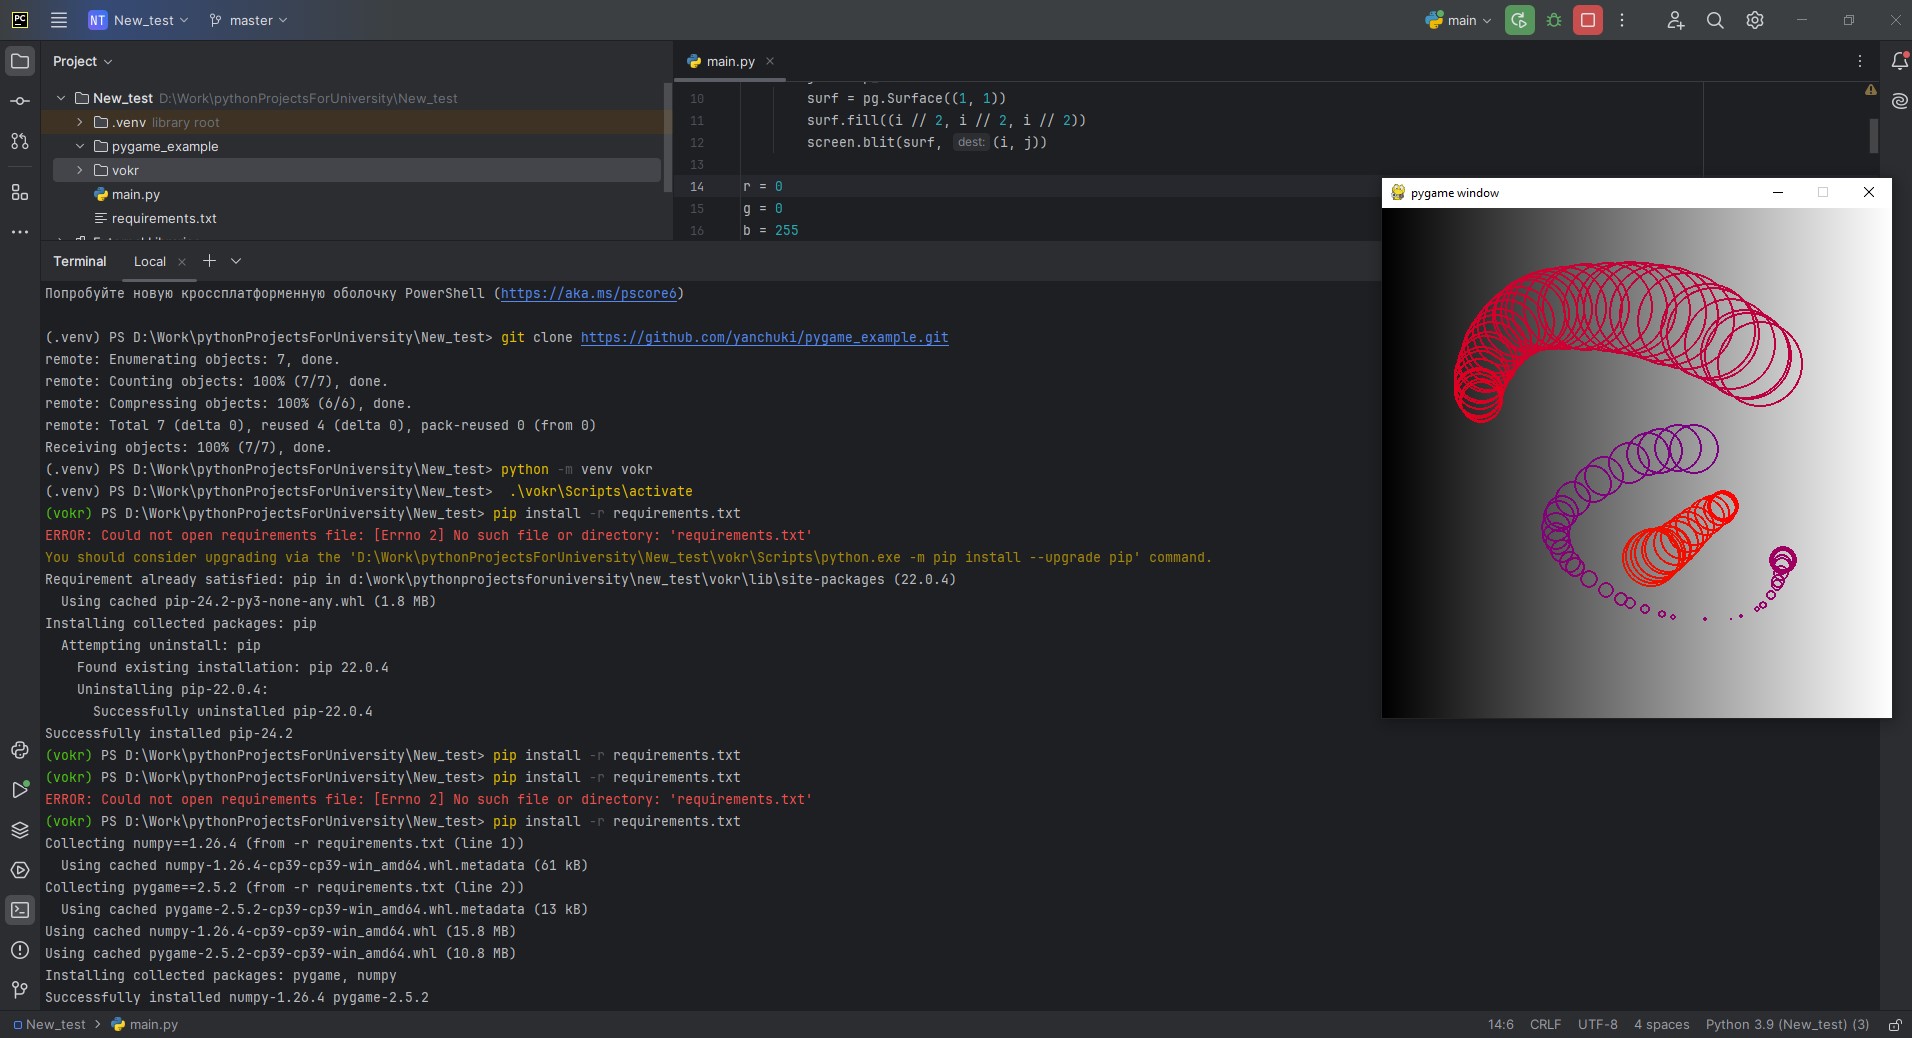 PC
NT New_test
master
main
Project
main.py
New_test D:\Work\pythonProjectsForUniversity\New_test
.venv library root
pygame_example
vokr
main.py
requirements.txt
10 surf = pg.Surface((1, 1))
11 surf.fill((i // 2, i // 2, i // 2))
12 screen.blit(surf, dest: (i, j))
13
14 r = 0
15 g = 0
16 b = 255
pygame window
Terminal Local
Попробуйте новую кроссплатформенную оболочку PowerShell (https://aka.ms/pscore6)
(.venv) PS D:\Work\pythonProjectsForUniversity\New_test> git clone https://github.com/yanchuki/pygame_example.git
remote: Enumerating objects: 7, done.
remote: Counting objects: 100% (7/7), done.
remote: Compressing objects: 100% (6/6), done.
remote: Total 7 (delta 0), reused 4 (delta 0), pack-reused 0 (from 0)
Receiving objects: 100% (7/7), done.
(.venv) PS D:\Work\pythonProjectsForUniversity\New_test> python -m venv vokr
(.venv) PS D:\Work\pythonProjectsForUniversity\New_test> .\vokr\Scripts\activate
(vokr) PS D:\Work\pythonProjectsForUniversity\New_test> pip install -r requirements.txt
ERROR: Could not open requirements file: [Errno 2] No such file or directory: 'requirements.txt'
You should consider upgrading via the 'D:\Work\pythonProjectsForUniversity\New_test\vokr\Scripts\python.exe -m pip install --upgrade pip' command.
Requirement already satisfied: pip in d:\work\pythonprojectsforuniversity\new_test\vokr\lib\site-packages (22.0.4)
Using cached pip-24.2-py3-none-any.whl (1.8 MB)
Installing collected packages: pip
Attempting uninstall: pip
Found existing installation: pip 22.0.4
Uninstalling pip-22.0.4:
Successfully uninstalled pip-22.0.4
Successfully installed pip-24.2
(vokr) PS D:\Work\pythonProjectsForUniversity\New_test> pip install -r requirements.txt
(vokr) PS D:\Work\pythonProjectsForUniversity\New_test> pip install -r requirements.txt
ERROR: Could not open requirements file: [Errno 2] No such file or directory: 'requirements.txt'
(vokr) PS D:\Work\pythonProjectsForUniversity\New_test> pip install -r requirements.txt
Collecting numpy==1.26.4 (from -r requirements.txt (line 1))
Using cached numpy-1.26.4-cp39-cp39-win_amd64.whl.metadata (61 kB)
Collecting pygame==2.5.2 (from -r requirements.txt (line 2))
Using cached pygame-2.5.2-cp39-cp39-win_amd64.whl.metadata (13 kB)
Using cached numpy-1.26.4-cp39-cp39-win_amd64.whl (15.8 MB)
Using cached pygame-2.5.2-cp39-cp39-win_amd64.whl (10.8 MB)
Installing collected packages: pygame, numpy
Successfully installed numpy-1.26.4 pygame-2.5.2
New_test > main.py
14:6 CRLF UTF-8 4 spaces Python 3.9 (New_test) (3)